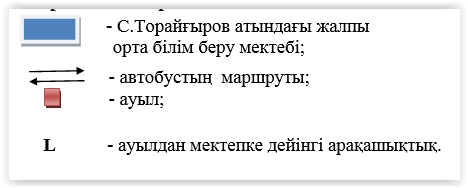 - С.Торайғыров атындағы жалпы
орта білім беру мектебі;
- автобустың маршруты;
- ауыл;
L - ауылдан мектепке дейінгі арақашықтық.